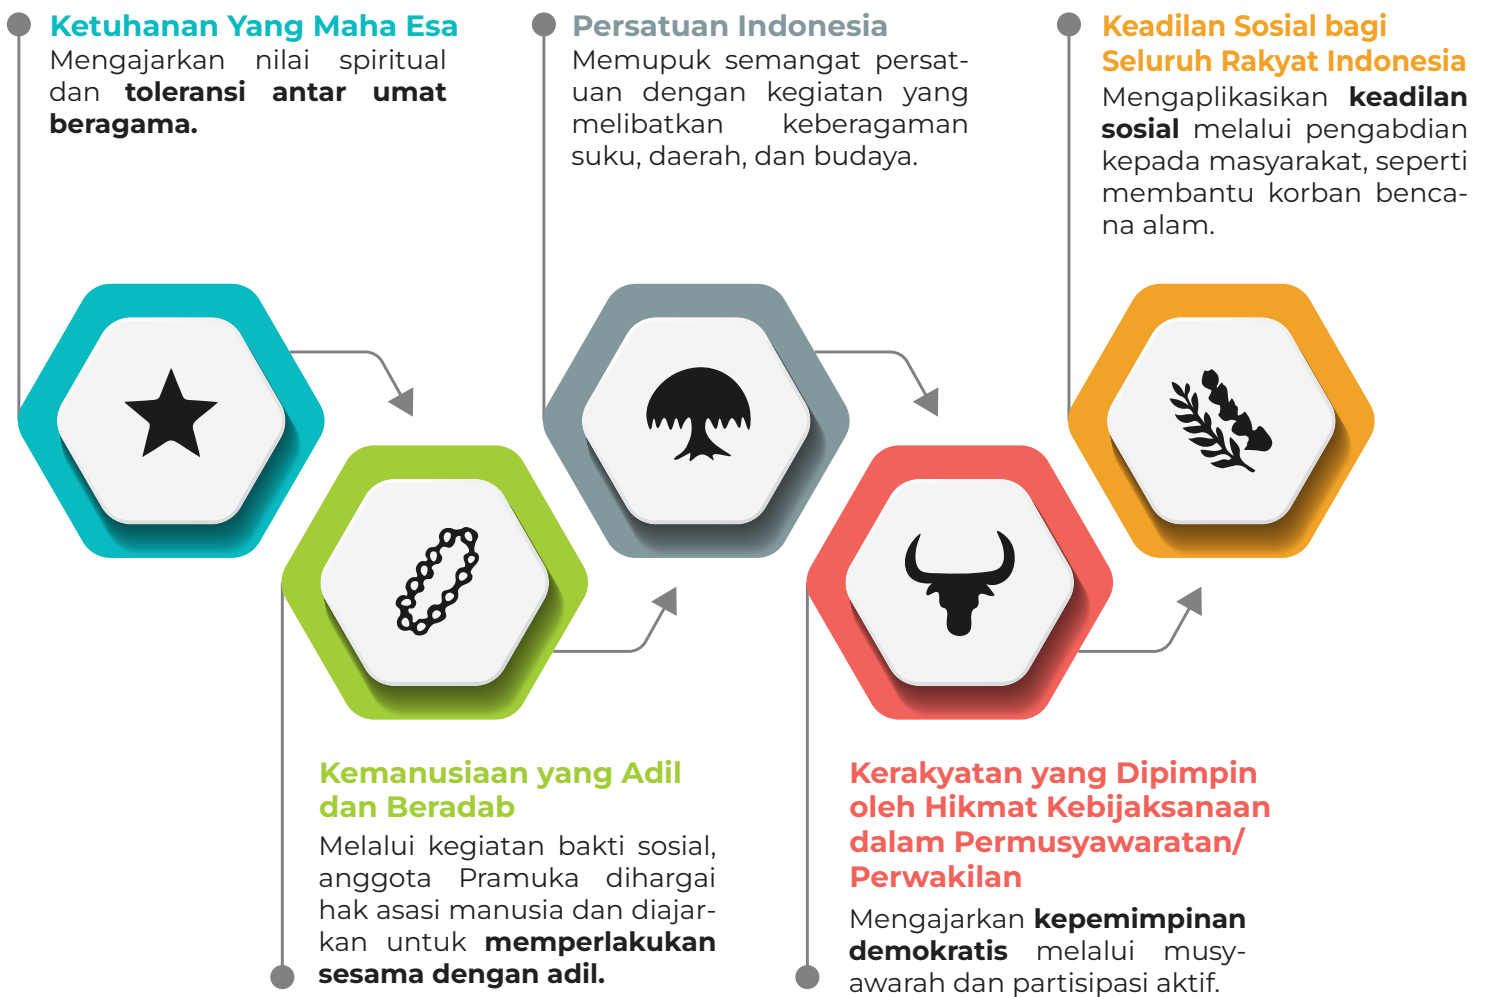 Ketuhanan Yang Maha Esa
Mengajarkan nilai spiritual
dan toleransi antar umat
beragama.
Kemanusiaan yang Adil
dan Beradab
Melalui kegiatan bakti sosial,
anggota Pramuka dihargai
hak asasi manusia dan diajar-
kan untuk memperlakukan
sesama dengan adil.
Persatuan Indonesia
Memupuk semangat persat-
uan dengan kegiatan yang
melibatkan keberagaman
suku, daerah, dan budaya.
Kerakyatan yang Dipimpin
oleh Hikmat Kebijaksanaan
dalam Permusyawaratan/
Perwakilan
Mengajarkan kepemimpinan
demokratis melalui musy-
awarah dan partisipasi aktif.
Keadilan Sosial bagi
Seluruh Rakyat Indonesia
Mengaplikasikan keadilan
sosial melalui pengabdian
kepada masyarakat, seperti
membantu korban benca-
na alam.